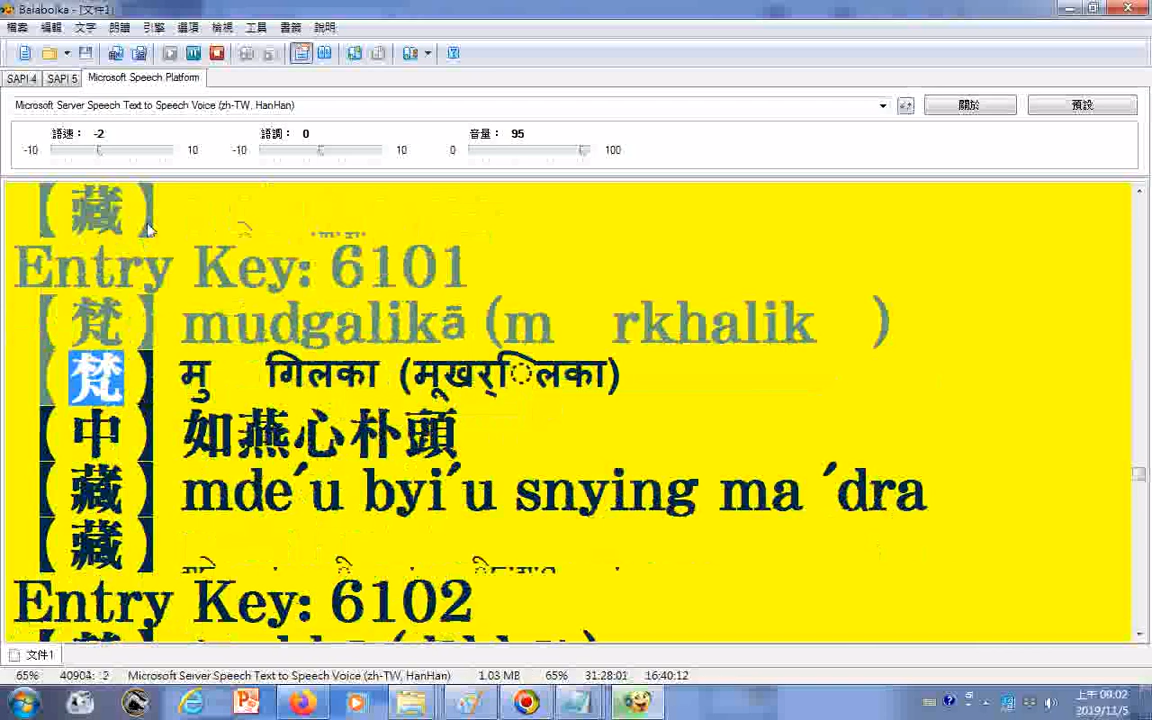 Balabolka - [文件1]
檔案 編輯 文字 朗讀 引擎 選項 檢視 工具 書籤 說明
SAPI 4 SAPI 5 Microsoft Speech Platform
Microsoft Server Speech Text to Speech Voice (zh-TW, HanHan) 關於 預設
語速： -2 語調： 0 音量： 95
-10 10 -10 10 0 100
【藏】
Entry Key: 6101
【梵】 mudgalikā (m rkhalik )
【梵】 मु गिलका (मूखर्िलका)
【中】 如燕心朴頭
【藏】 mde´u byi´u snying ma ´dra
【藏】
Entry Key: 6102
文件1
65% 40904: 2 Microsoft Server Speech Text to Speech Voice (zh-TW, HanHan) 1.03 MB 65% 31:28:01 16:40:12
上午 09:02
2019/11/5